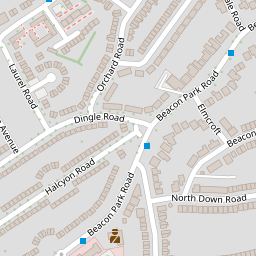 Orchard Road
Laurel Road
Avenue
Dingle Road
Beacon Park Road
Elmcroft
Road
Beacon
Halcyon Road
Beacon Park Road
North Down Road